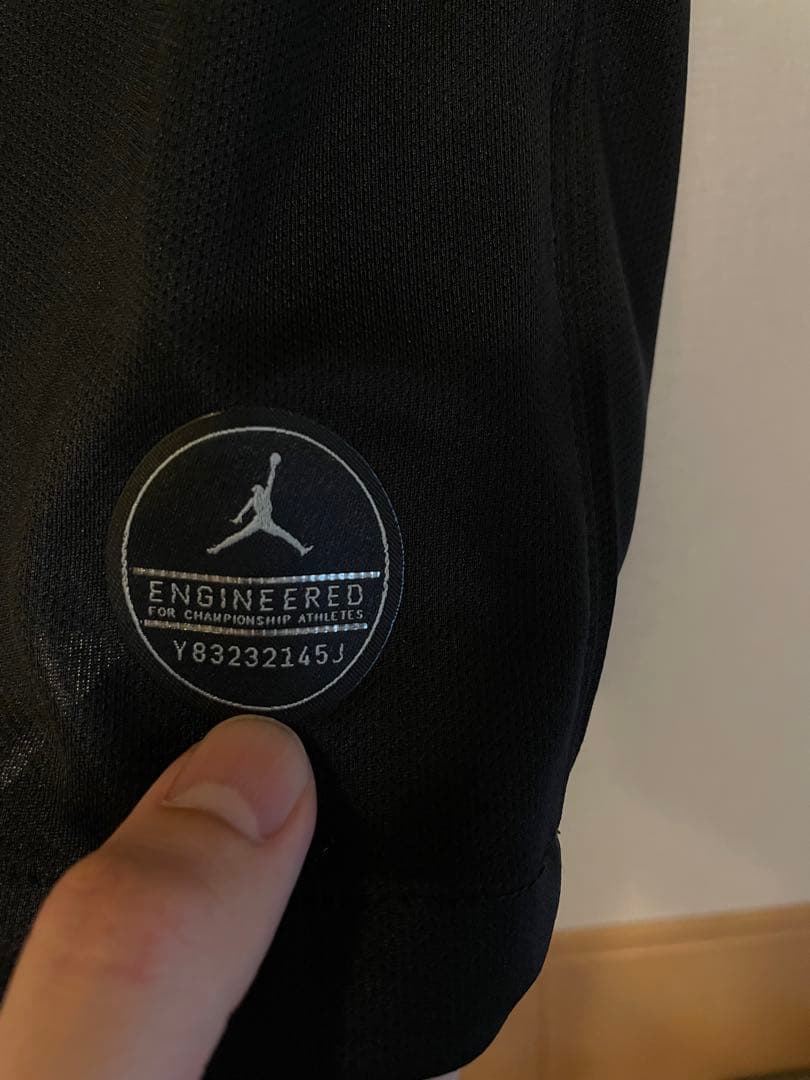 ENGINEERED
FOR CHAMPIONSHIP ATHLETES
Y83232145J